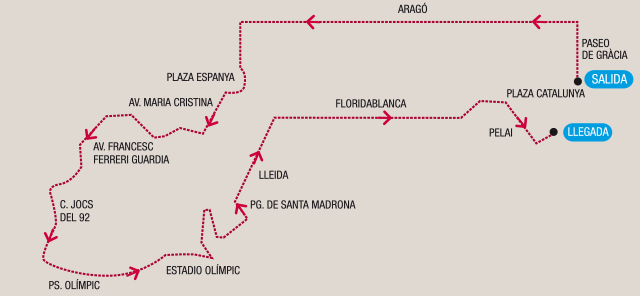 ARAGÓ
PASEO
DE GRÀCIA
SALIDA
PLAZA ESPANYA
PLAZA CATALUNYA
AV. MARIA CRISTINA
FLORIDABLANCA
PELAI
LLEGADA
AV. FRANCESC
FERRERI GUARDIA
LLEIDA
C. JOCS
DEL 92
PG. DE SANTA MADRONA
ESTADIO OLÍMPIC
PS. OLÍMPIC